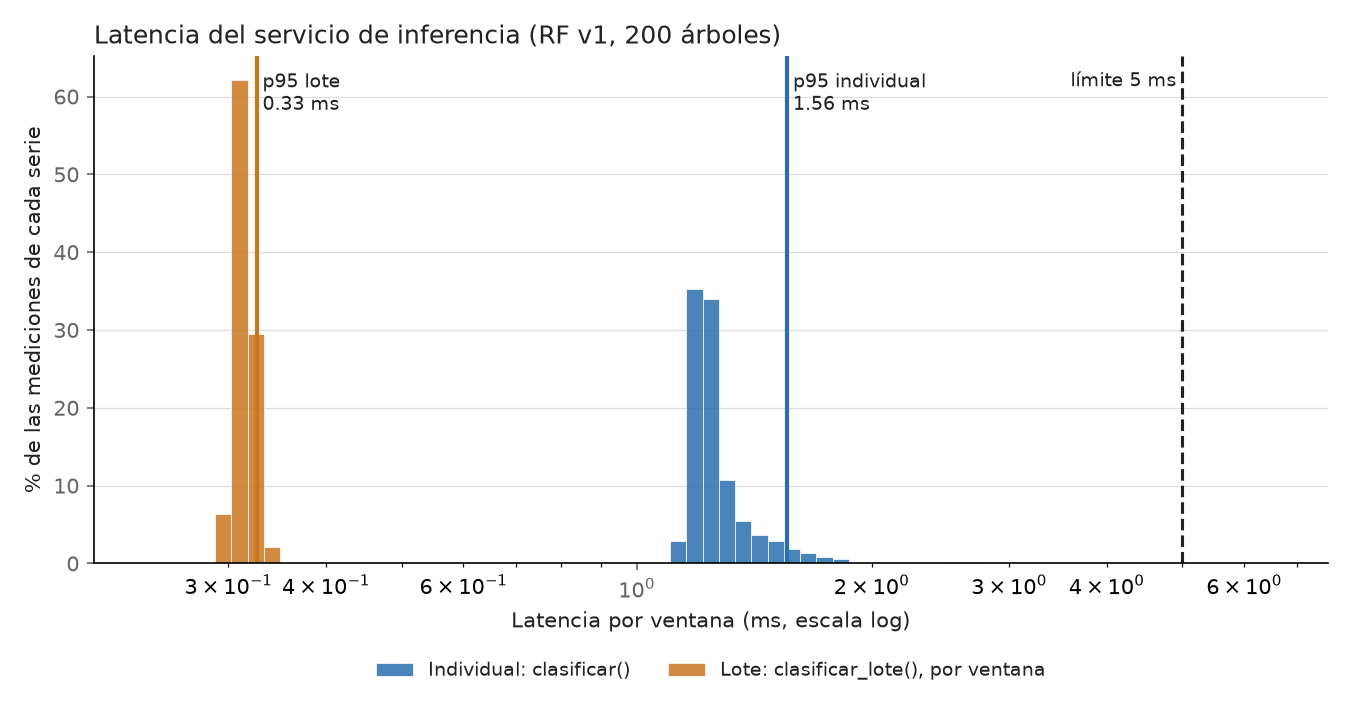 Latencia del servicio de inferencia (RF v1, 200 árboles)
% de las mediciones de cada serie
60
50
40
30
20
10
0
p95 lote
0.33 ms
p95 individual
1.56 ms
límite 5 ms
3 × 10⁻¹ 4 × 10⁻¹ 6 × 10⁻¹ 10⁰ 2 × 10⁰ 3 × 10⁰ 4 × 10⁰ 6 × 10⁰
Latencia por ventana (ms, escala log)
Individual: clasificar() Lote: clasificar_lote(), por ventana